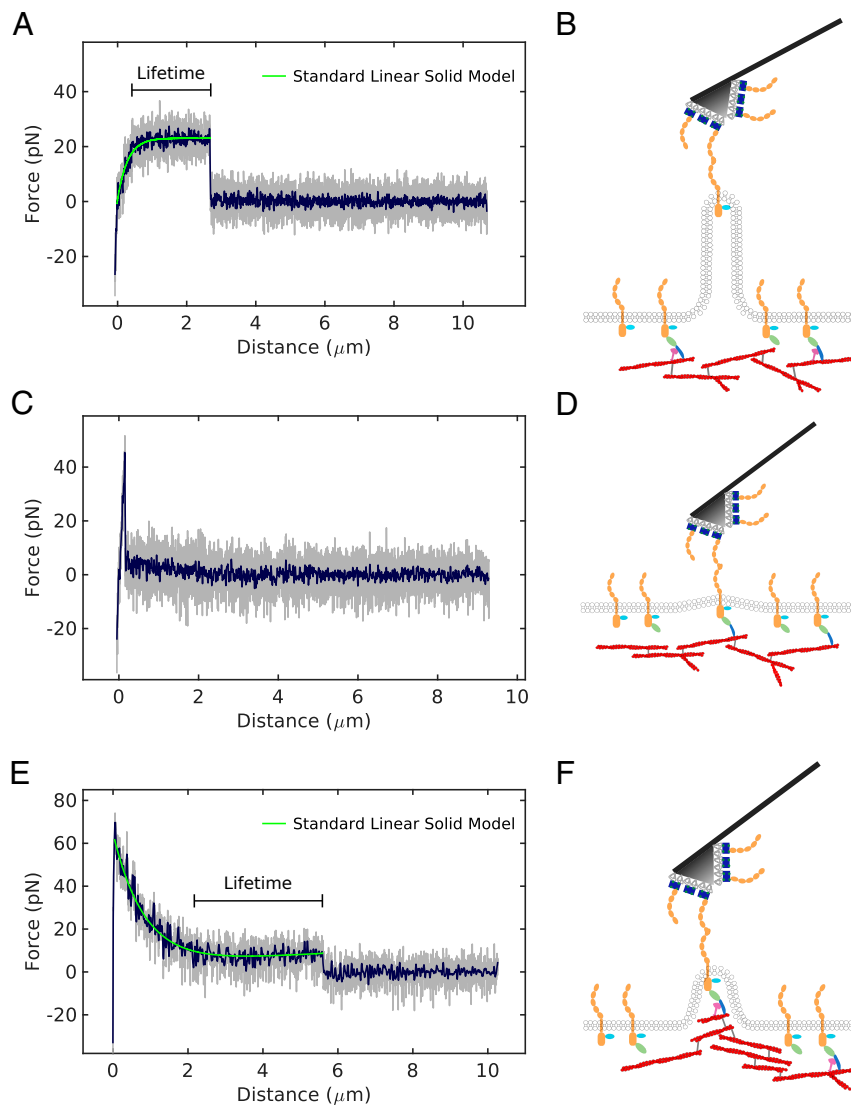 A
B
Lifetime
Standard Linear Solid Model
40
20
0
-20
Force (pN)
0
2
4
6
8
10
Distance (μm)
C
D
40
20
0
-20
Force (pN)
0
2
4
6
8
10
Distance (μm)
E
F
80
60
40
20
0
-20
Force (pN)
Standard Linear Solid Model
Lifetime
0
2
4
6
8
10
Distance (μm)